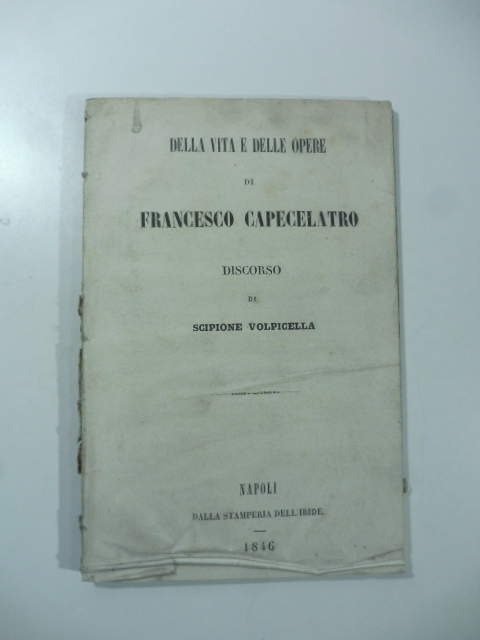 DELLA VITA E DELLE OPERE
DI
FRANCESCO CAPECELATRO
DISCORSO
DI
SCIPIONE VOLPICELLA
NAPOLI
DALLA STAMPERIA DELL'IRIDE
1846